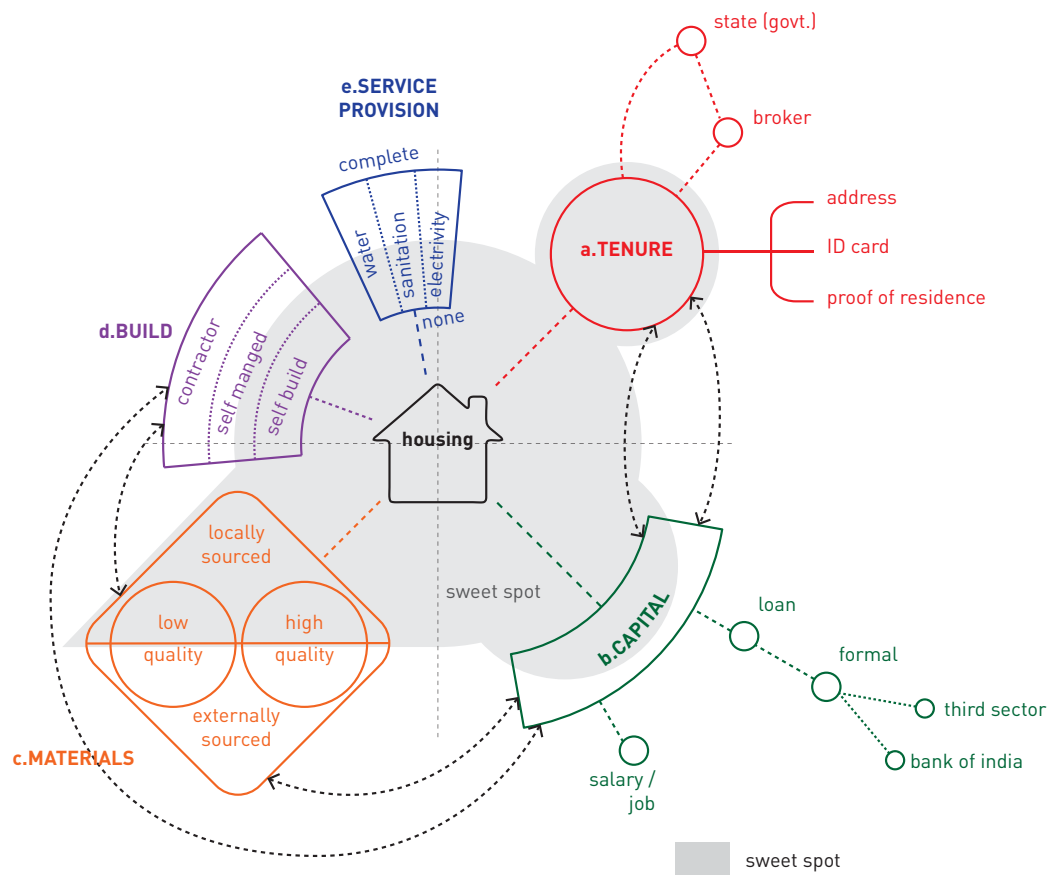 state (govt.)
broker
e.SERVICE
PROVISION
complete
water
sanitation
electrivity
none
a.TENURE
address
ID card
proof of residence
d.BUILD
contractor
self manged
self build
housing
locally
sourced
low
quality
high
quality
externally
sourced
c.MATERIALS
sweet spot
b.CAPITAL
loan
formal
third sector
bank of india
salary /
job
sweet spot